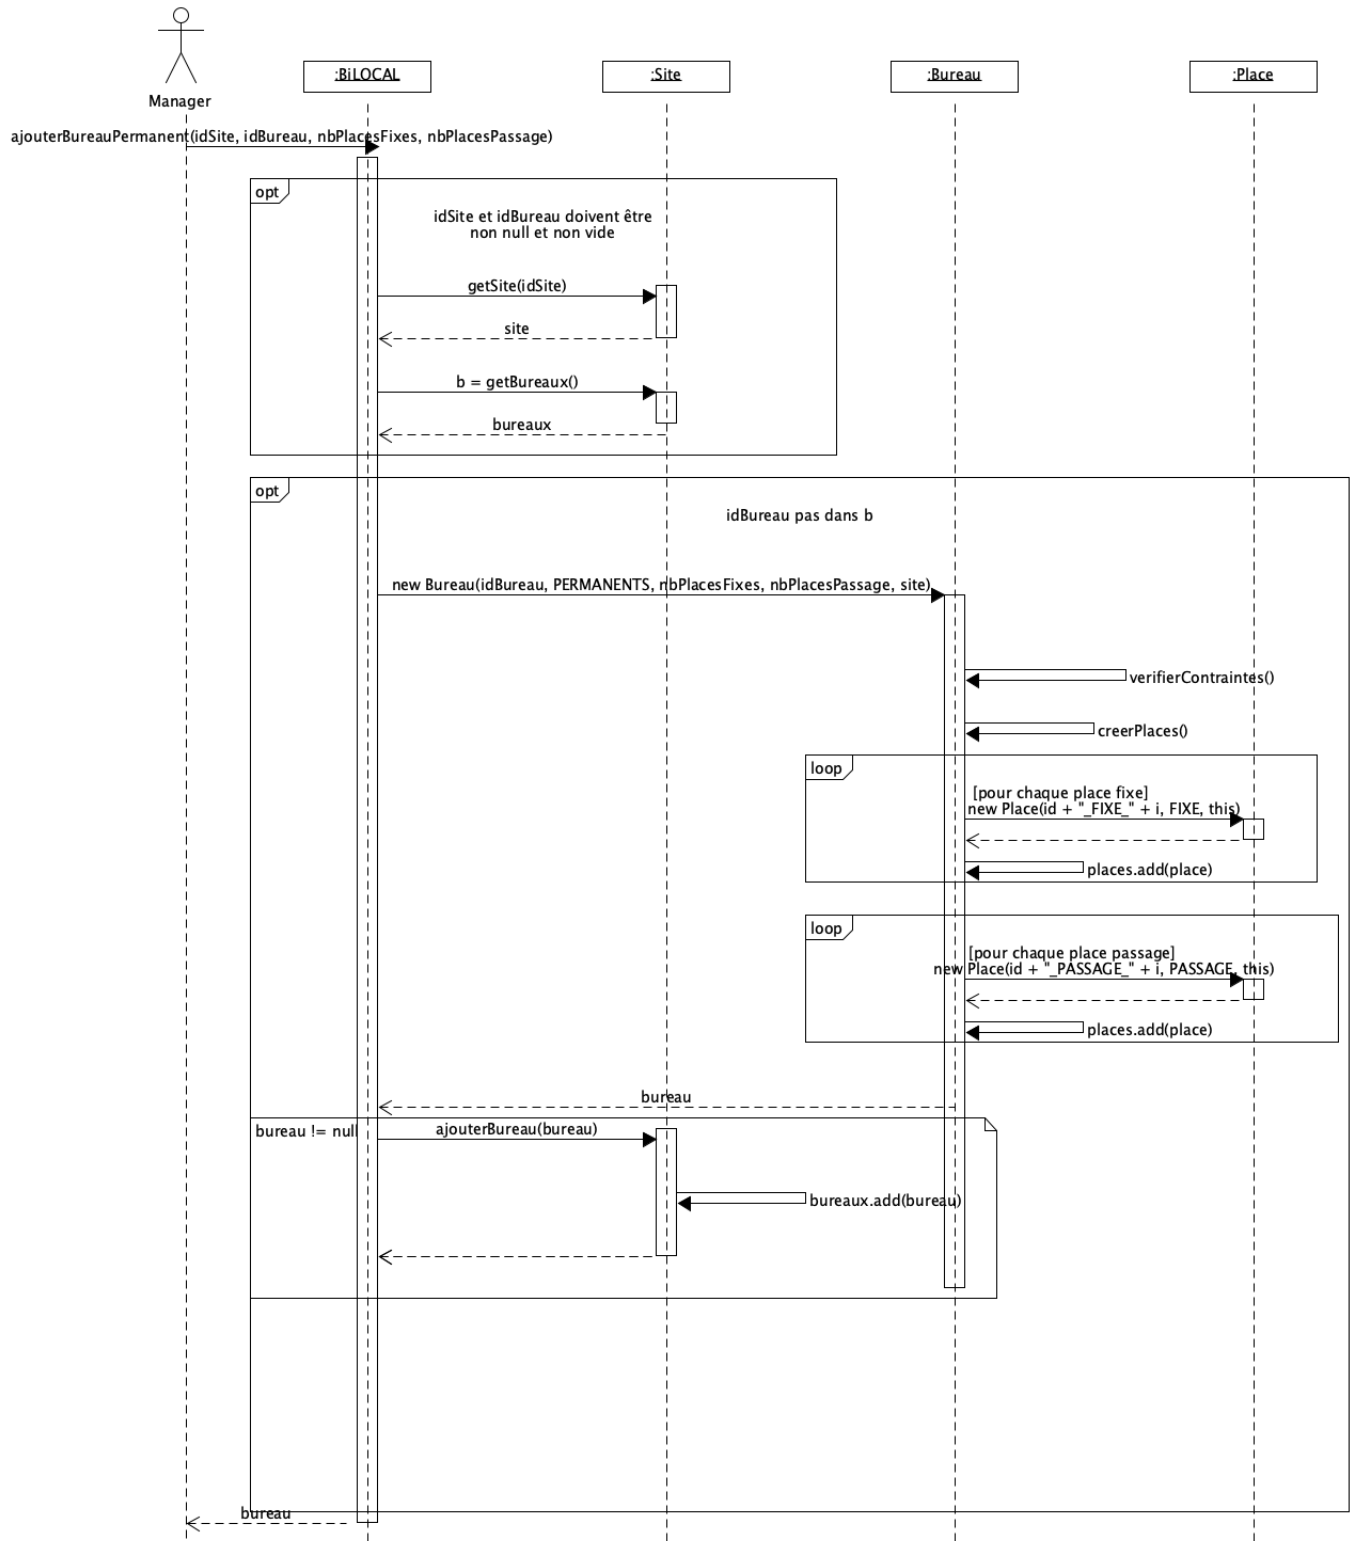 Manager
:BiLOCAL
:Site
:Bureau
:Place
ajouterBureauPermanent(idSite, idBureau, nbPlacesFixes, nbPlacesPassage)
opt
idSite et idBureau doivent être
non null et non vide
getSite(idSite)
site
b = getBureaux()
bureaux
opt
idBureau pas dans b
new Bureau(idBureau, PERMANENTS, nbPlacesFixes, nbPlacesPassage, site)
verifierContraintes()
creerPlaces()
loop
[pour chaque place fixe]
new Place(id + "_FIXE_" + i, FIXE, this)
places.add(place)
loop
[pour chaque place passage]
new Place(id + "_PASSAGE_" + i, PASSAGE, this)
places.add(place)
bureau
bureau != null
ajouterBureau(bureau)
bureaux.add(bureau)
bureau